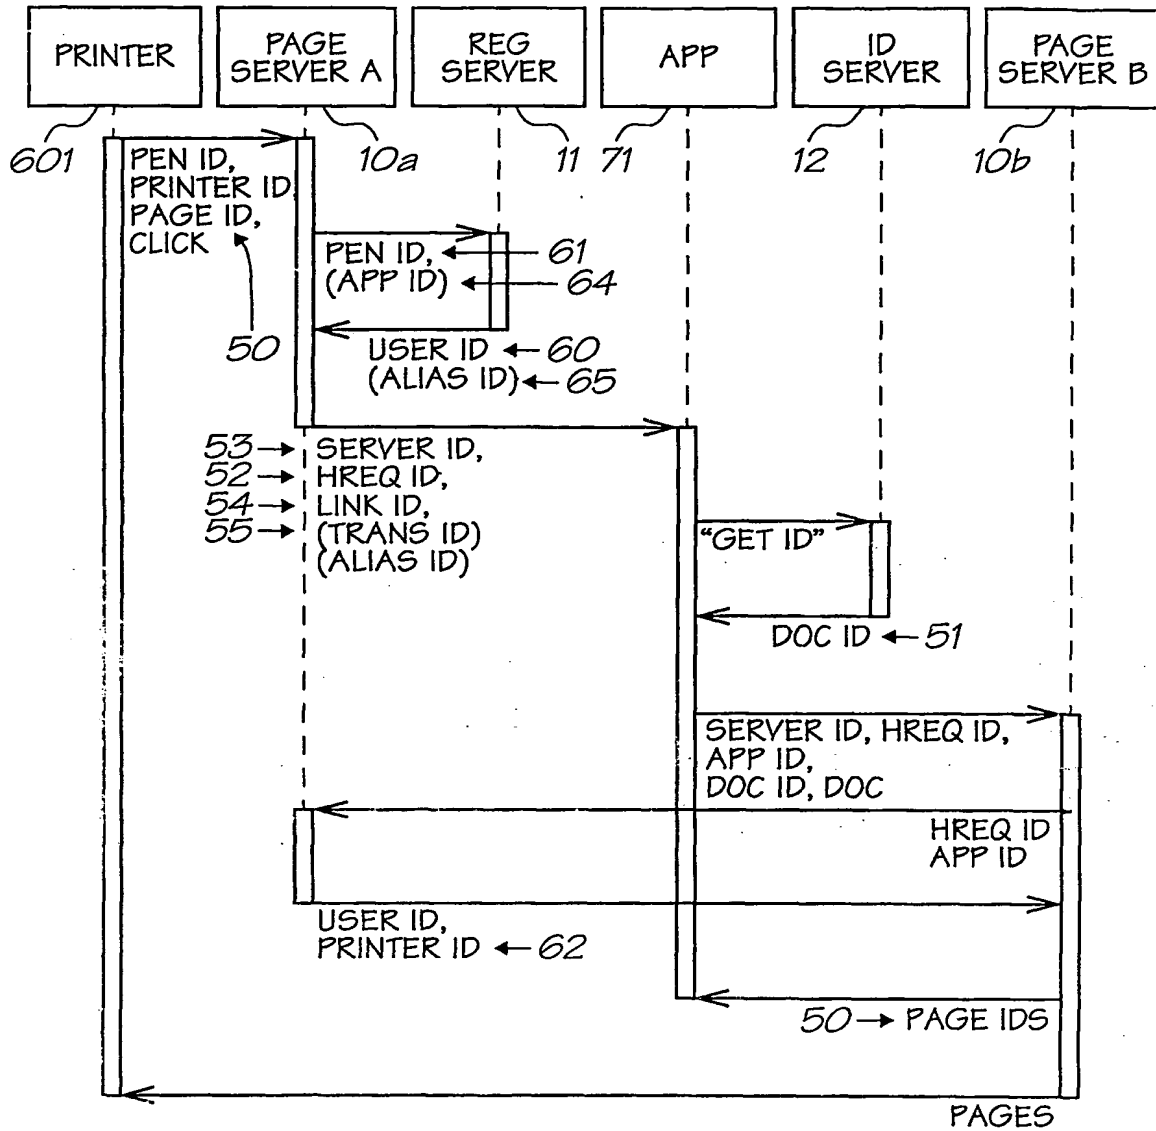 PRINTER
PAGE
SERVER A
REG
SERVER
APP
ID
SERVER
PAGE
SERVER B
601
10a
11
71
12
10b
PEN ID,
PRINTER ID
PAGE ID,
CLICK
50
PEN ID,
61
(APP ID)
64
USER ID
60
(ALIAS ID)
65
53
SERVER ID,
52
HREQ ID,
54
LINK ID,
55
(TRANS ID)
(ALIAS ID)
"GET ID"
DOC ID
51
SERVER ID, HREQ ID,
APP ID,
DOC ID, DOC
HREQ ID
APP ID
USER ID,
PRINTER ID
62
50
PAGE IDS
PAGES